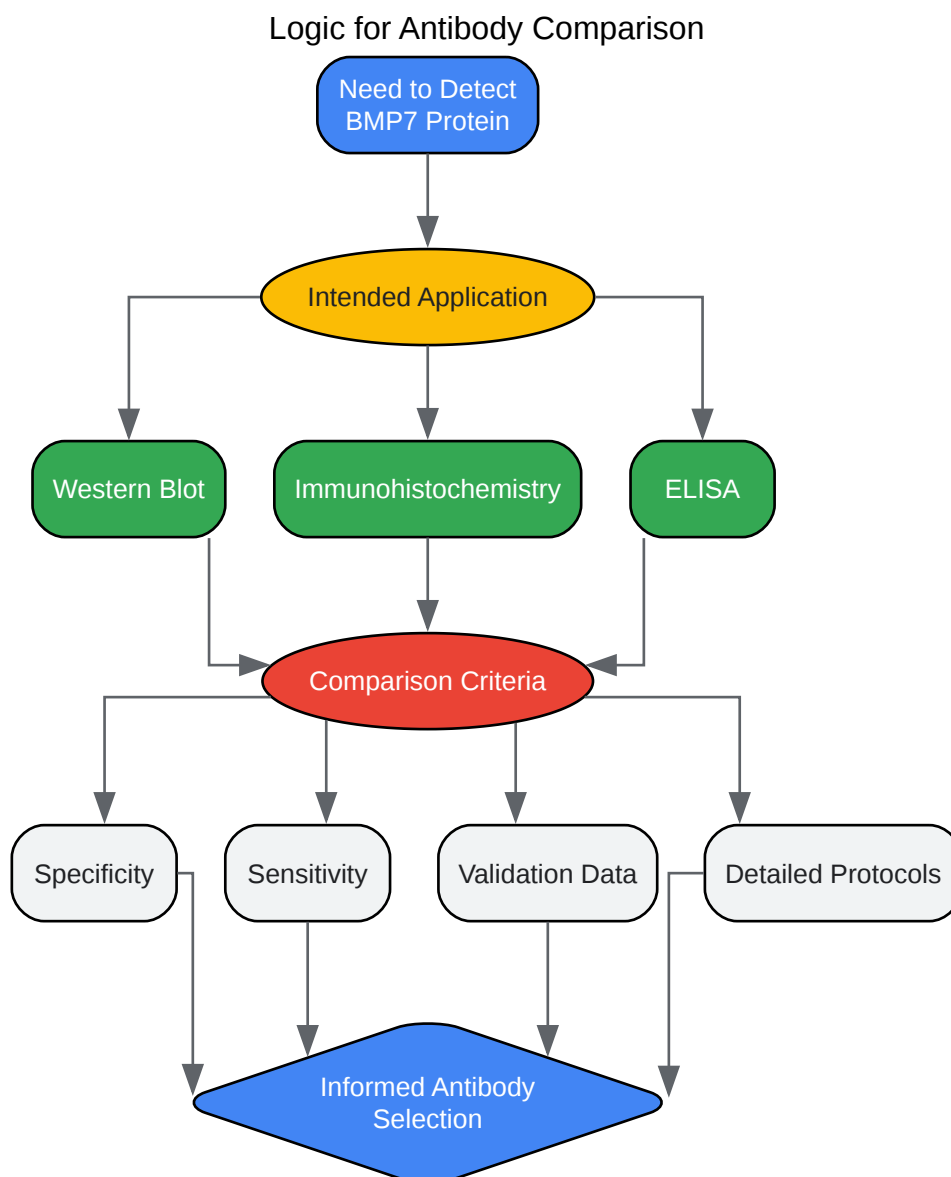 Logic for Antibody Comparison
Need to Detect
BMP7 Protein
Intended Application
Western Blot
Immunohistochemistry
ELISA
Comparison Criteria
Specificity
Sensitivity
Validation Data
Detailed Protocols
Informed Antibody
Selection